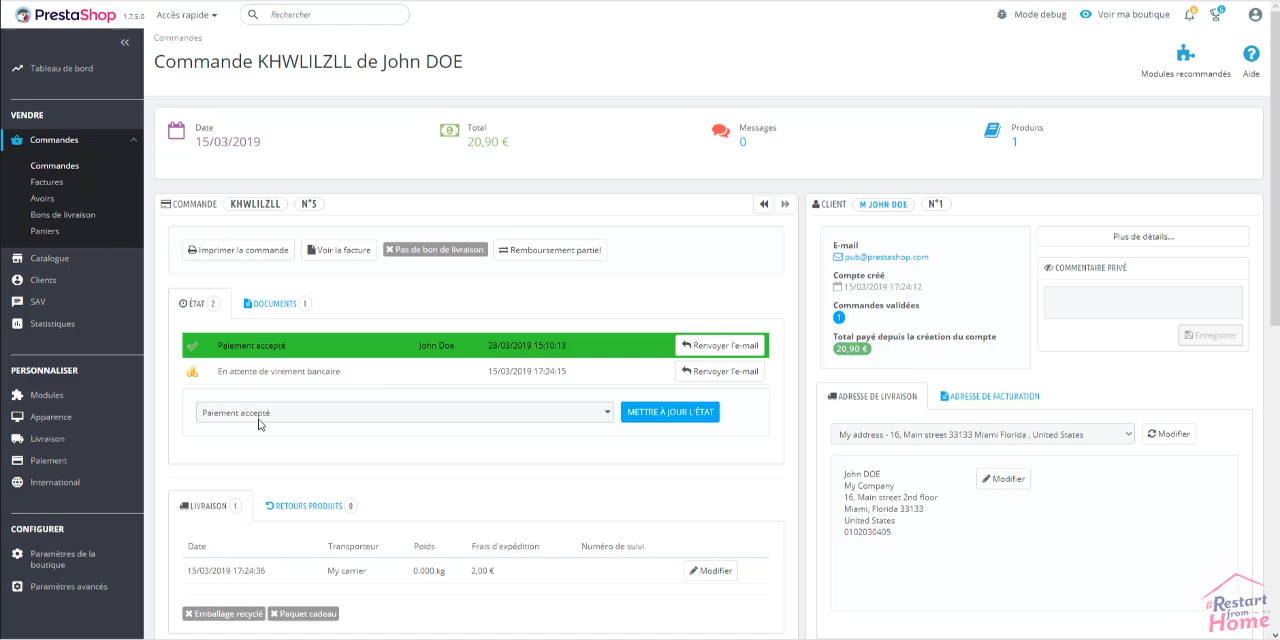 PrestaShop 1.7.5.0 Accès rapide Rechercher Mode debug Voir ma boutique 6 6
Commandes
Commande KHWLILZLL de John DOE
Modules recommandés Aide
Tableau de bord
VENDRE
Commandes
Commandes
Factures
Avoirs
Bons de livraison
Paniers
Catalogue
Clients
SAV
Statistiques
PERSONNALISER
Modules
Apparence
Livraison
Paiement
International
CONFIGURER
Paramètres de la
boutique
Paramètres avancés
Date
15/03/2019
Total
20,90 €
Messages
0
Produits
1
COMMANDE KHWLILZLL N°5
Imprimer la commande Voir la facture Pas de bon de livraison Remboursement partiel
ÉTAT 2 DOCUMENTS 1
Paiement accepté John Doe 28/03/2019 15:10:13 Renvoyer l'e-mail
En attente de virement bancaire 15/03/2019 17:24:15 Renvoyer l'e-mail
Paiement accepté METTRE À JOUR L'ÉTAT
LIVRAISON 1 RETOURS PRODUITS 0
Date Transporteur Poids Frais d'expédition Numéro de suivi
15/03/2019 17:24:36 My carrier 0.000 kg 2,00 € Modifier
Emballage recyclé Paquet cadeau
CLIENT M JOHN DOE N°1
E-mail
pub@prestashop.com
Compte créé
15/03/2019 17:24:12
Commandes validées
1
Total payé depuis la création du compte
20,90 €
Plus de détails...
COMMENTAIRE PRIVÉ
Enregistrer
ADRESSE DE LIVRAISON ADRESSE DE FACTURATION
My address - 16, Main street 33133 Miami Florida , United States Modifier
John DOE
My Company
16, Main street 2nd floor
Miami, Florida 33133
United States
0102030405
Modifier
#Restart
from
Home